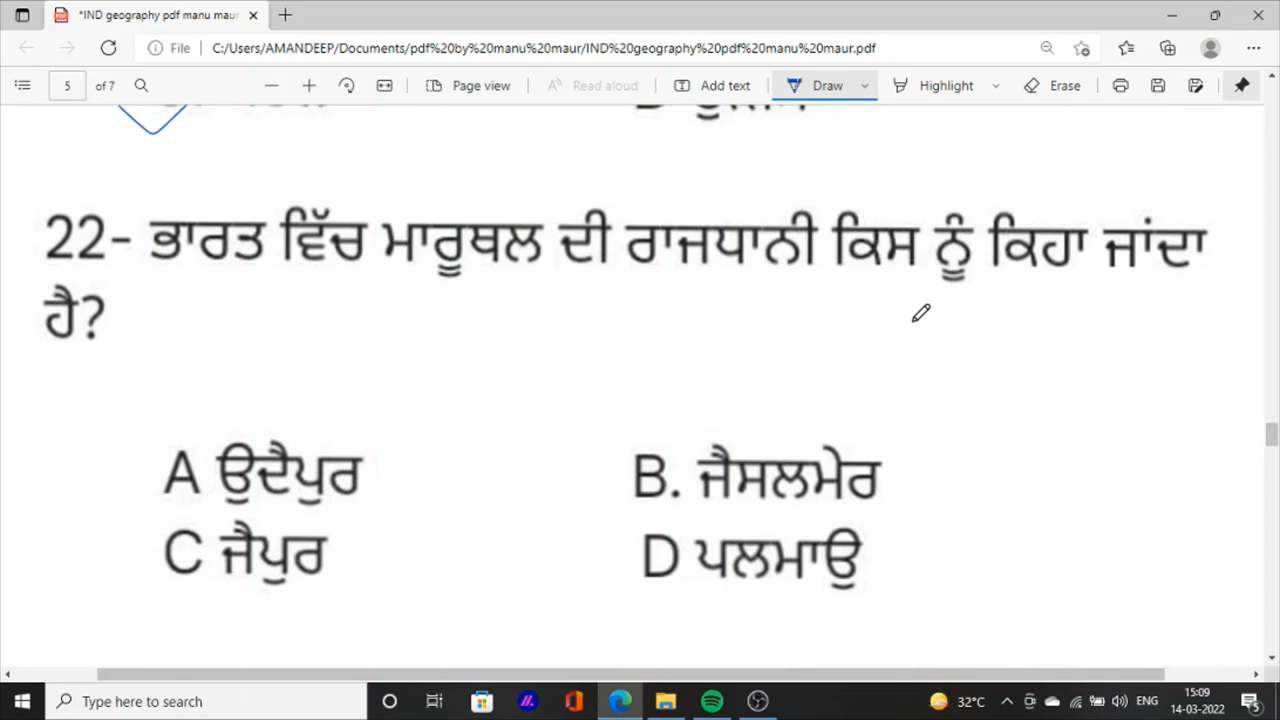 *IND geography pdf manu maur
File C:/Users/AMANDEEP/Documents/pdf%20by%20manu%20maur/IND%20geography%20pdf%20manu%20maur.pdf
5 of 7 Page view Read aloud Add text Draw Highlight Erase
22- ਭਾਰਤ ਵਿੱਚ ਮਾਰੂਥਲ ਦੀ ਰਾਜਧਾਨੀ ਕਿਸ ਨੂੰ ਕਿਹਾ ਜਾਂਦਾ
ਹੈ?
A ਉਦੈਪੁਰ B. ਜੈਸਲਮੇਰ
C ਜੈਪੁਰ D ਪਲਮਾਉ
Type here to search 32°C ENG 15:09
14-03-2022 5